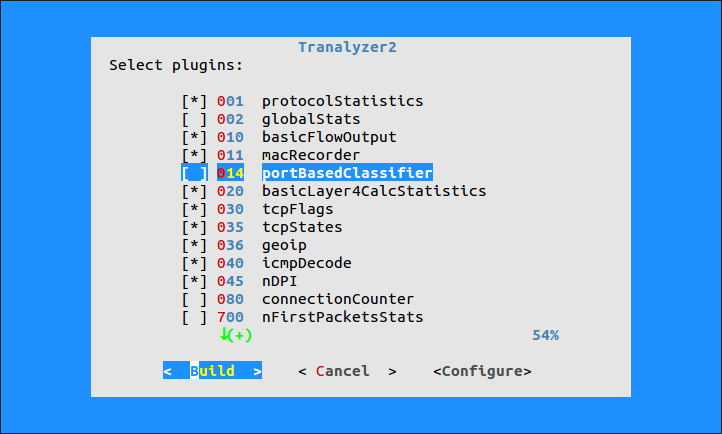 Tranalyzer2
Select plugins:
[*] 001 protocolStatistics
[ ] 002 globalStats
[*] 010 basicFlowOutput
[*] 011 macRecorder
[ ] 014 portBasedClassifier
[*] 020 basicLayer4CalcStatistics
[*] 030 tcpFlags
[*] 035 tcpStates
[*] 036 geoip
[*] 040 icmpDecode
[*] 045 nDPI
[ ] 080 connectionCounter
[ ] 700 nFirstPacketsStats
↓(+) 54%
< Build > < Cancel > <Configure>